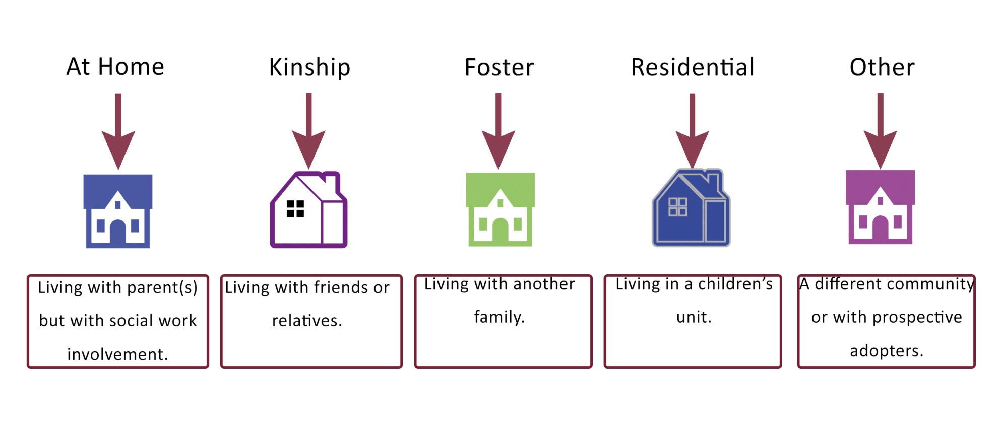 At Home
Kinship
Foster
Residential
Other
Living with parent(s)
but with social work
involvement.
Living with friends or
relatives.
Living with another
family.
Living in a children’s
unit.
A different community
or with prospective
adopters.